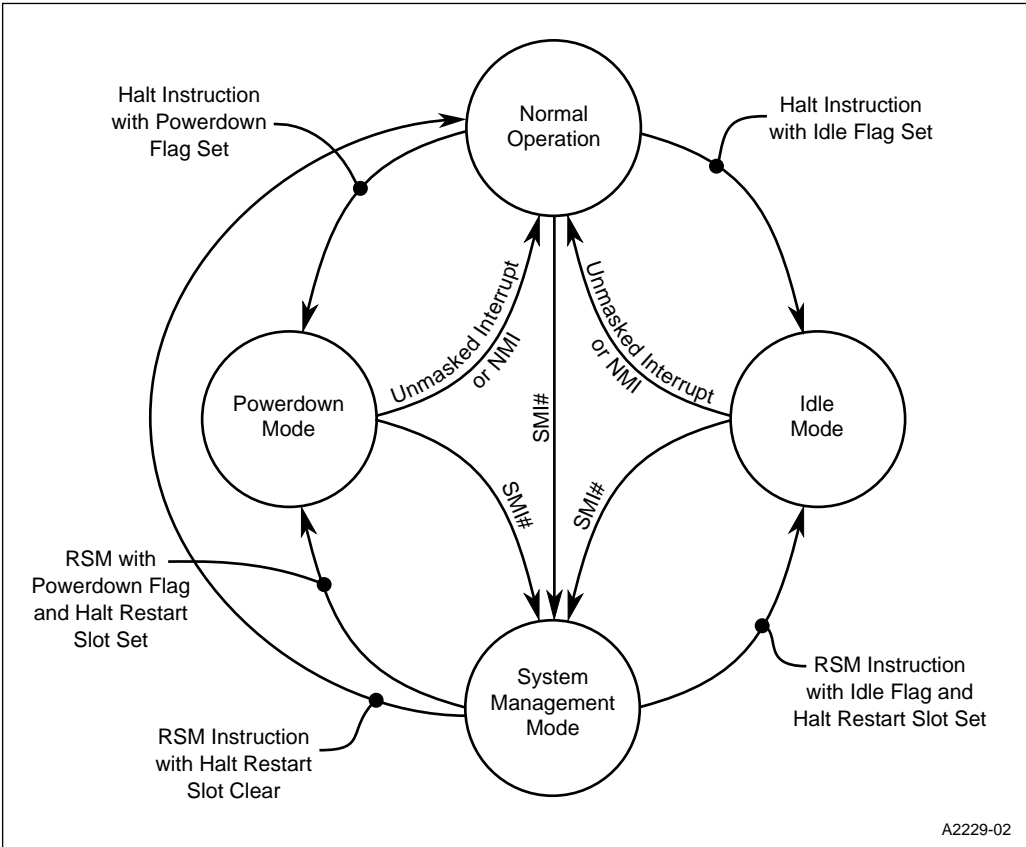 Normal
Operation
Halt Instruction
with Powerdown
Flag Set
Halt Instruction
with Idle Flag Set
Unmasked Interrupt
or NMI
Unmasked Interrupt
or NMI
SMI#
Powerdown
Mode
Idle
Mode
SMI#
SMI#
RSM with
Powerdown Flag
and Halt Restart
Slot Set
System
Management
Mode
RSM Instruction
with Idle Flag and
Halt Restart Slot Set
RSM Instruction
with Halt Restart
Slot Clear
A2229-02